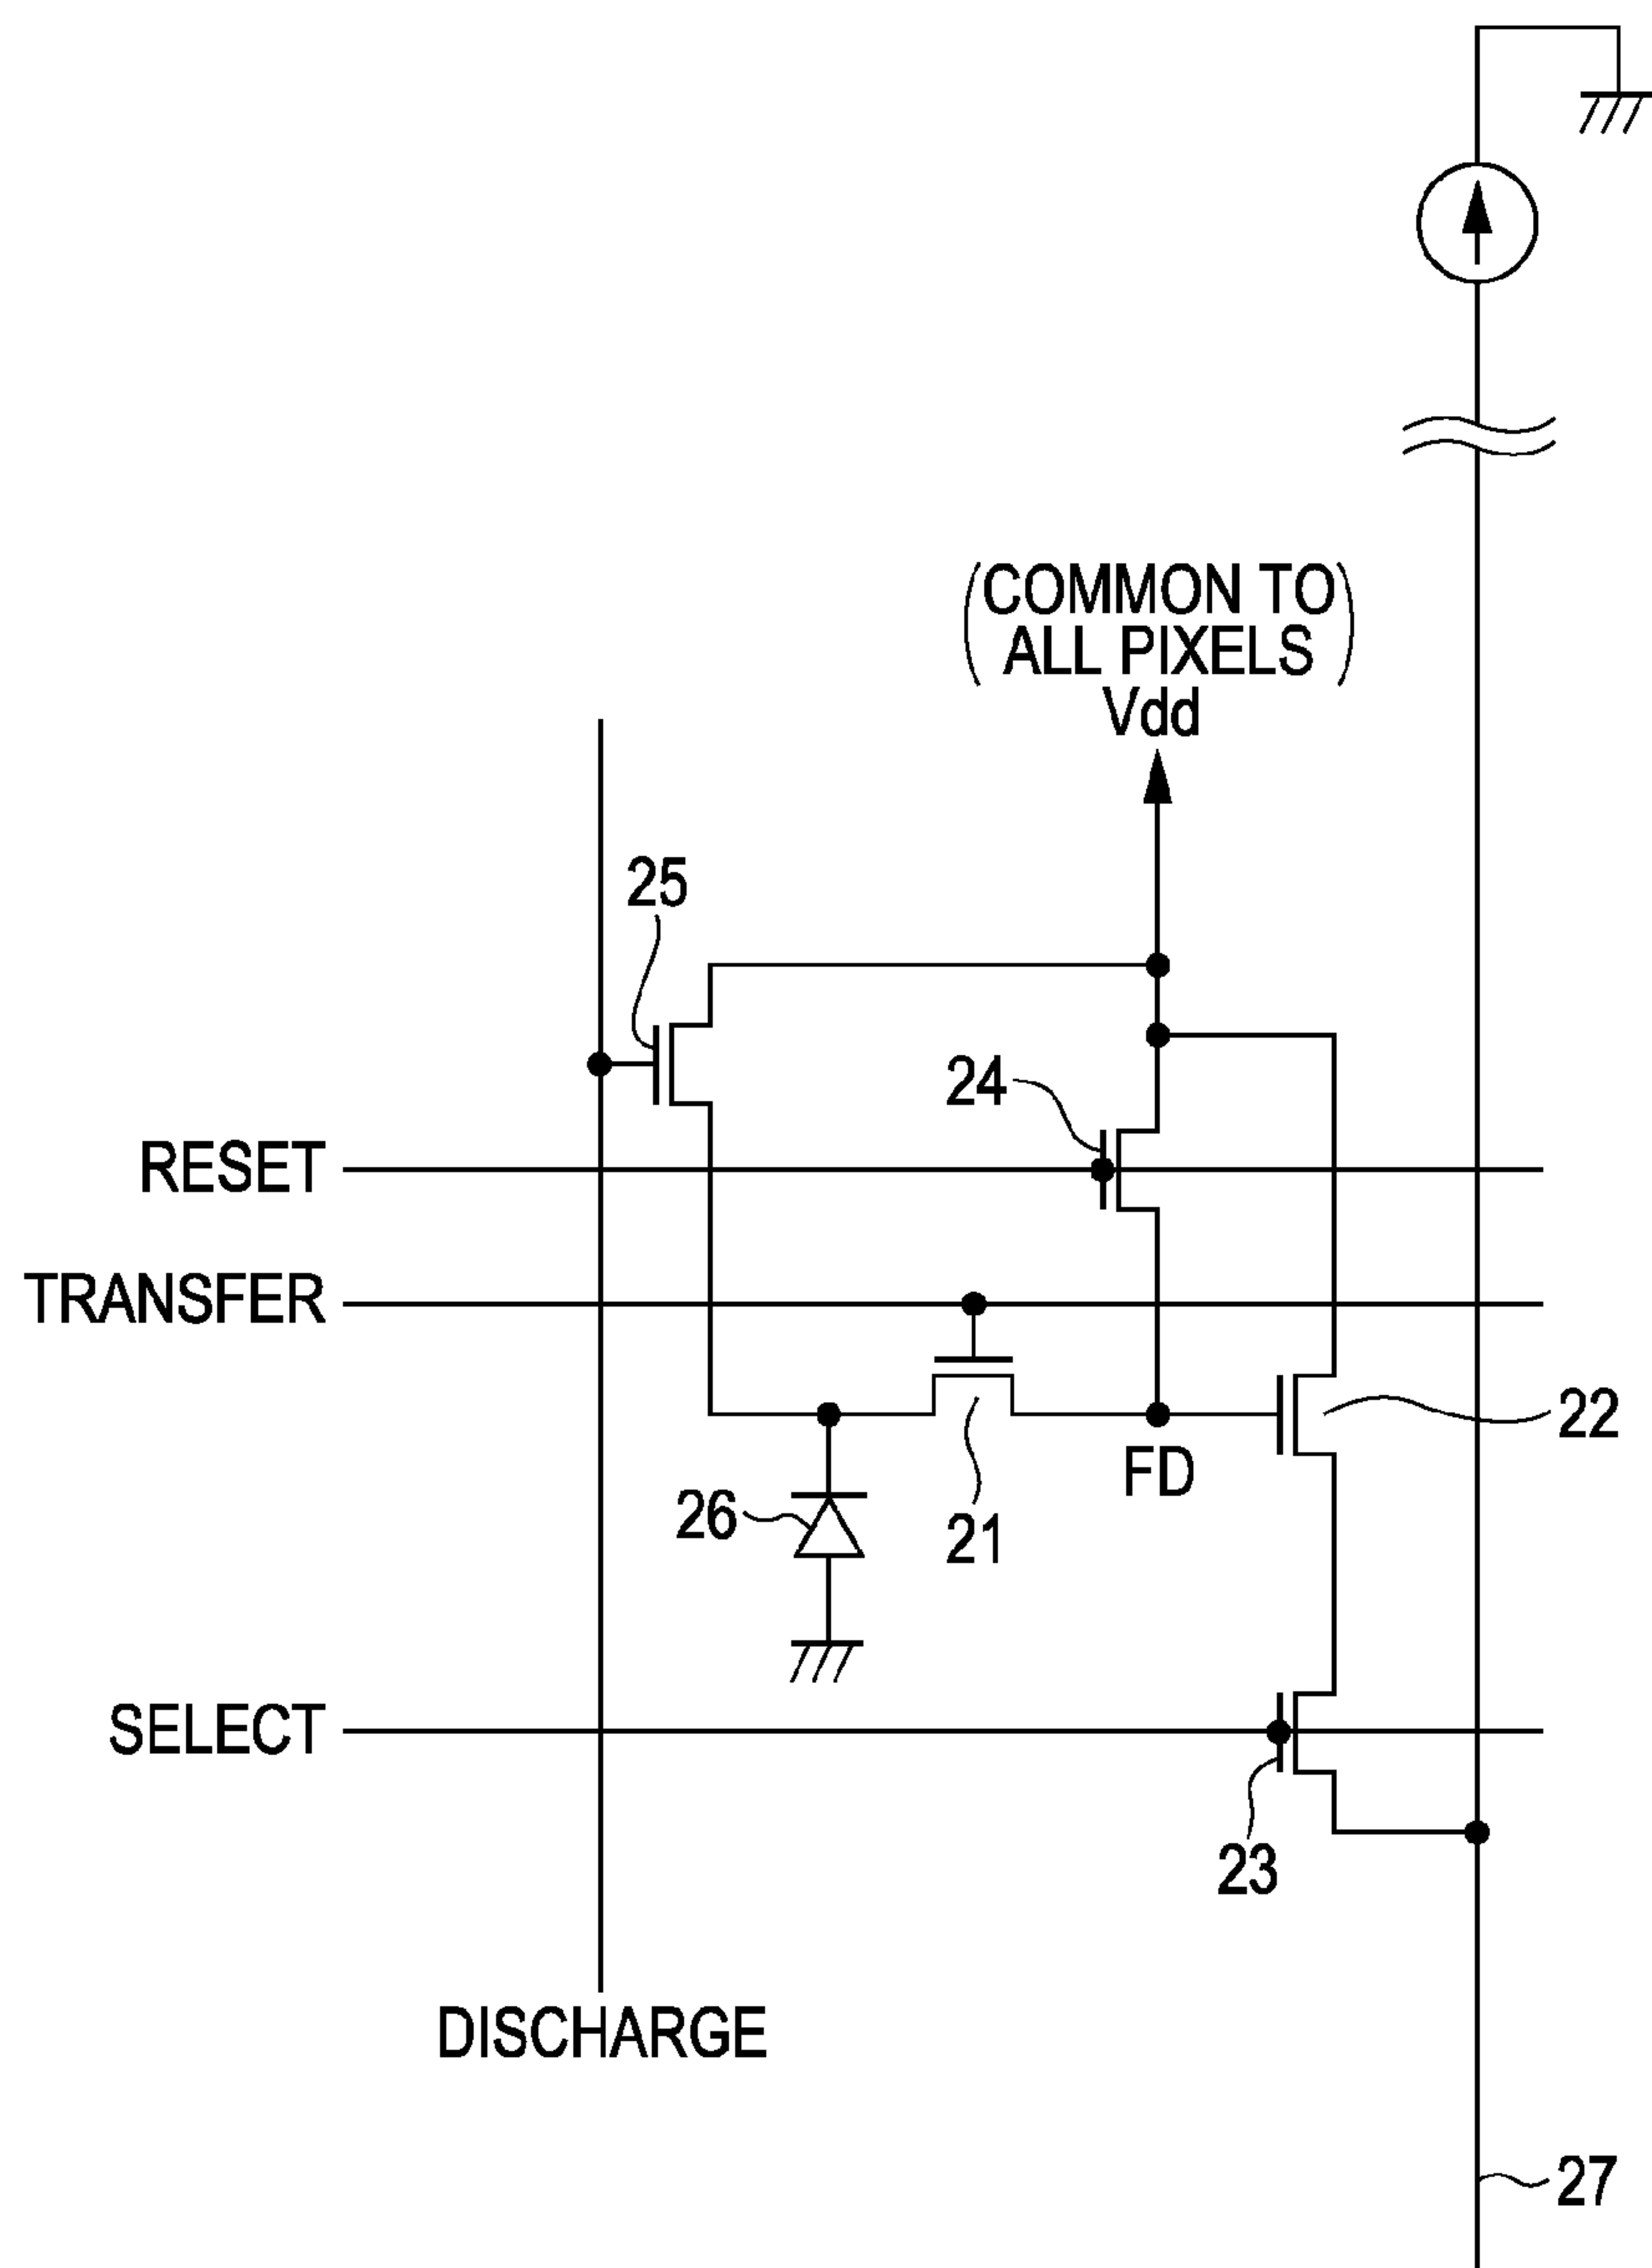 (COMMON TO
ALL PIXELS)
Vdd
25
24
RESET
TRANSFER
22
FD
26
21
SELECT
23
DISCHARGE
27